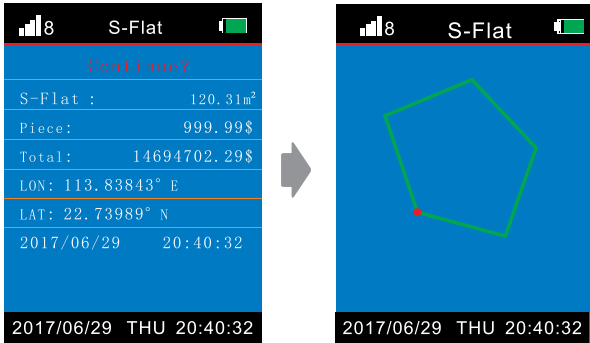 8 S-Flat
Continue?
S-Flat : 120.31m²
Piece: 999.99$
Total: 14694702.29$
LON: 113.83843° E
LAT: 22.73989° N
2017/06/29 20:40:32
2017/06/29 THU 20:40:32
8 S-Flat
2017/06/29 THU 20:40:32